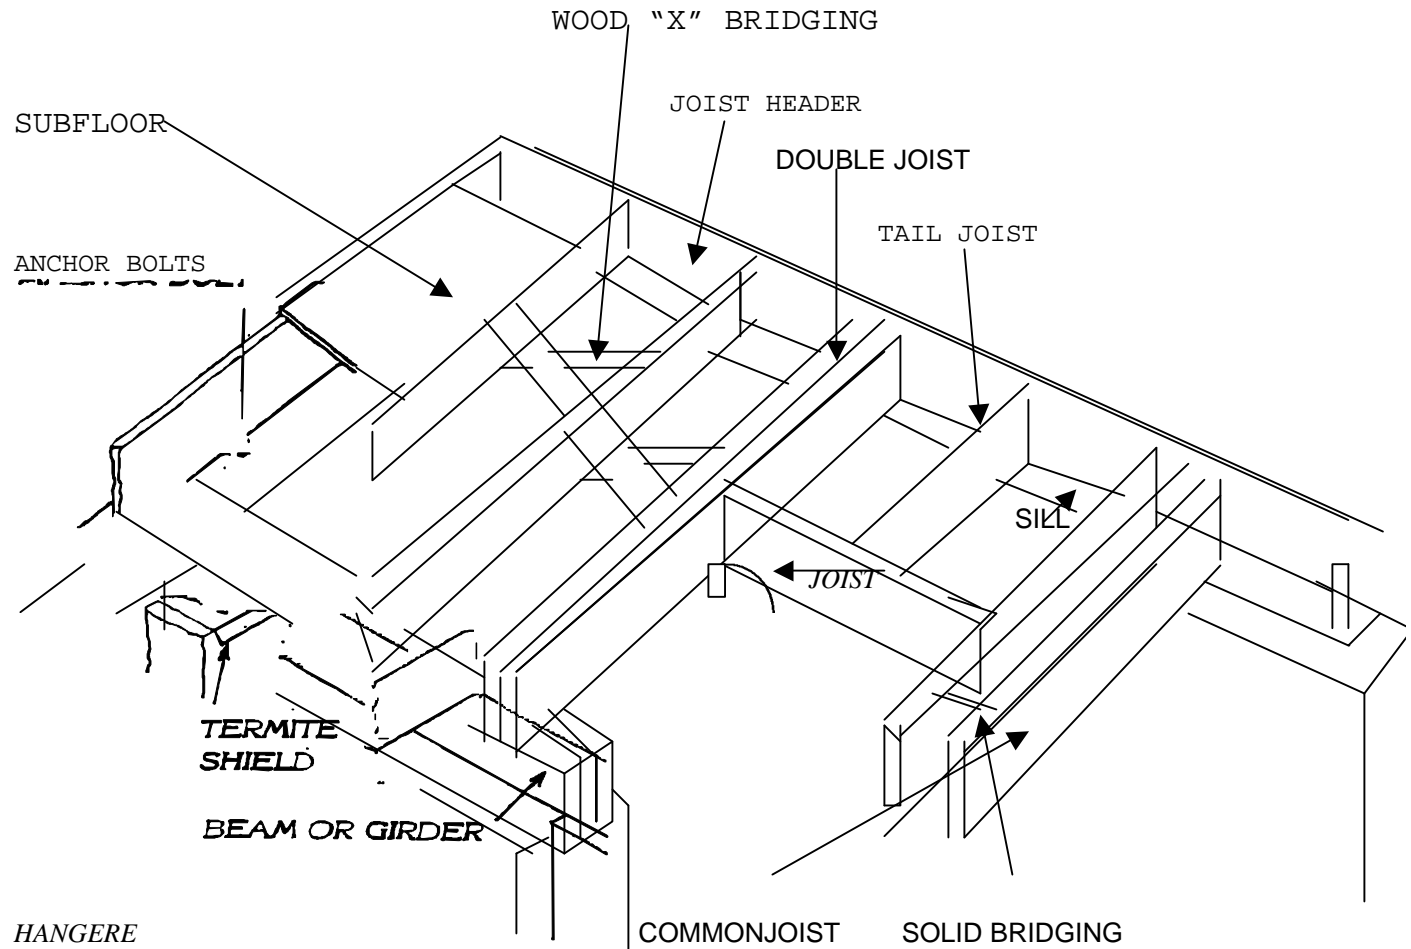 WOOD “X” BRIDGING
JOIST HEADER
SUBFLOOR
DOUBLE JOIST
TAIL JOIST
ANCHOR BOLTS
SILL
JOIST
TERMITE
SHIELD
BEAM OR GIRDER
HANGERE
COMMONJOIST
SOLID BRIDGING